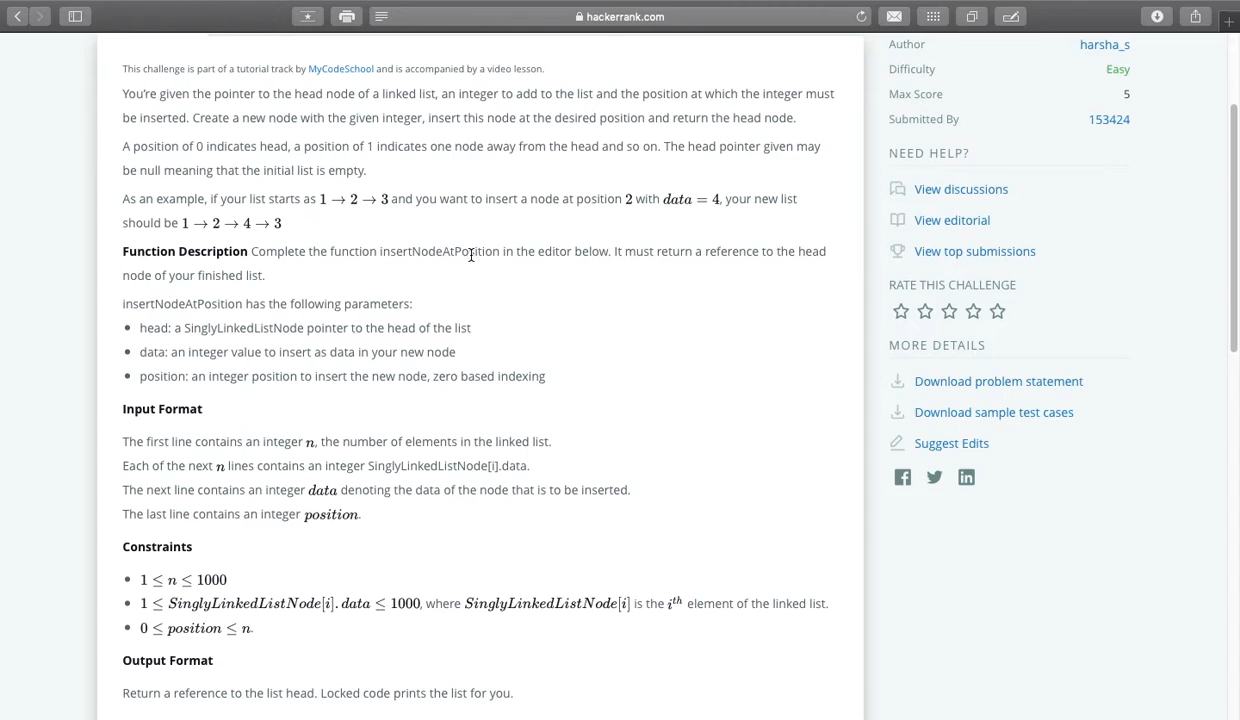 hackerrank.com
This challenge is part of a tutorial track by MyCodeSchool and is accompanied by a video lesson.
You're given the pointer to the head node of a linked list, an integer to add to the list and the position at which the integer must
be inserted. Create a new node with the given integer, insert this node at the desired position and return the head node.
A position of 0 indicates head, a position of 1 indicates one node away from the head and so on. The head pointer given may
be null meaning that the initial list is empty.
As an example, if your list starts as 1 → 2 → 3 and you want to insert a node at position 2 with data = 4, your new list
should be 1 → 2 → 4 → 3
Function Description Complete the function insertNodeAtPosition in the editor below. It must return a reference to the head
node of your finished list.
insertNodeAtPosition has the following parameters:
• head: a SinglyLinkedListNode pointer to the head of the list
• data: an integer value to insert as data in your new node
• position: an integer position to insert the new node, zero based indexing
Input Format
The first line contains an integer n, the number of elements in the linked list.
Each of the next n lines contains an integer SinglyLinkedListNode[i].data.
The next line contains an integer data denoting the data of the node that is to be inserted.
The last line contains an integer position.
Constraints
• 1 ≤ n ≤ 1000
• 1 ≤ SinglyLinkedListNode[i].data ≤ 1000, where SinglyLinkedListNode[i] is the iᵗʰ element of the linked list.
• 0 ≤ position ≤ n.
Output Format
Return a reference to the list head. Locked code prints the list for you.
Author harsha_s
Difficulty Easy
Max Score 5
Submitted By 153424
NEED HELP?
View discussions
View editorial
View top submissions
RATE THIS CHALLENGE
MORE DETAILS
Download problem statement
Download sample test cases
Suggest Edits